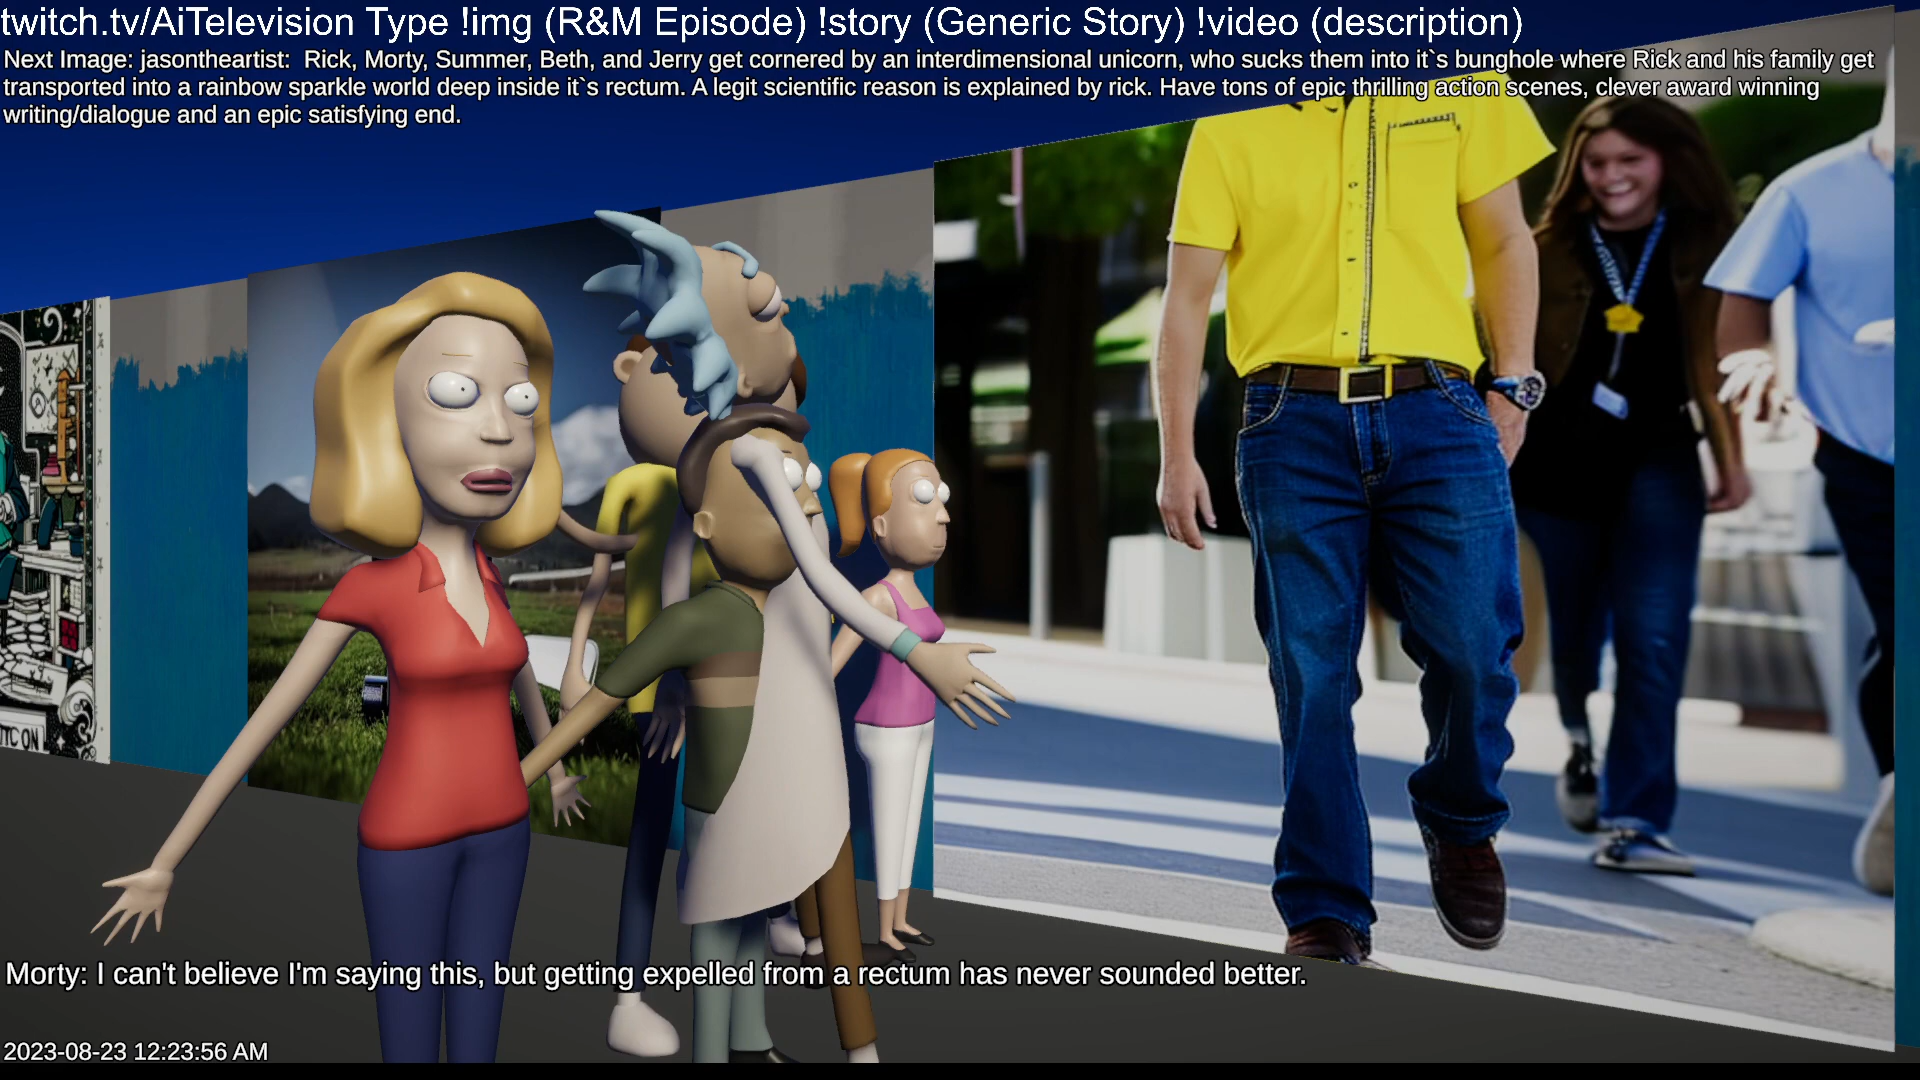 twitch.tv/AiTelevision Type !img (R&M Episode) !story (Generic Story) !video (description)
Next Image: jasontheartist:  Rick, Morty, Summer, Beth, and Jerry get cornered by an interdimensional unicorn, who sucks them into it`s bunghole where Rick and his family get
transported into a rainbow sparkle world deep inside it`s rectum. A legit scientific reason is explained by rick. Have tons of epic thrilling action scenes, clever award winning
writing/dialogue and an epic satisfying end.
Morty: I can't believe I'm saying this, but getting expelled from a rectum has never sounded better.
2023-08-23 12:23:56 AM